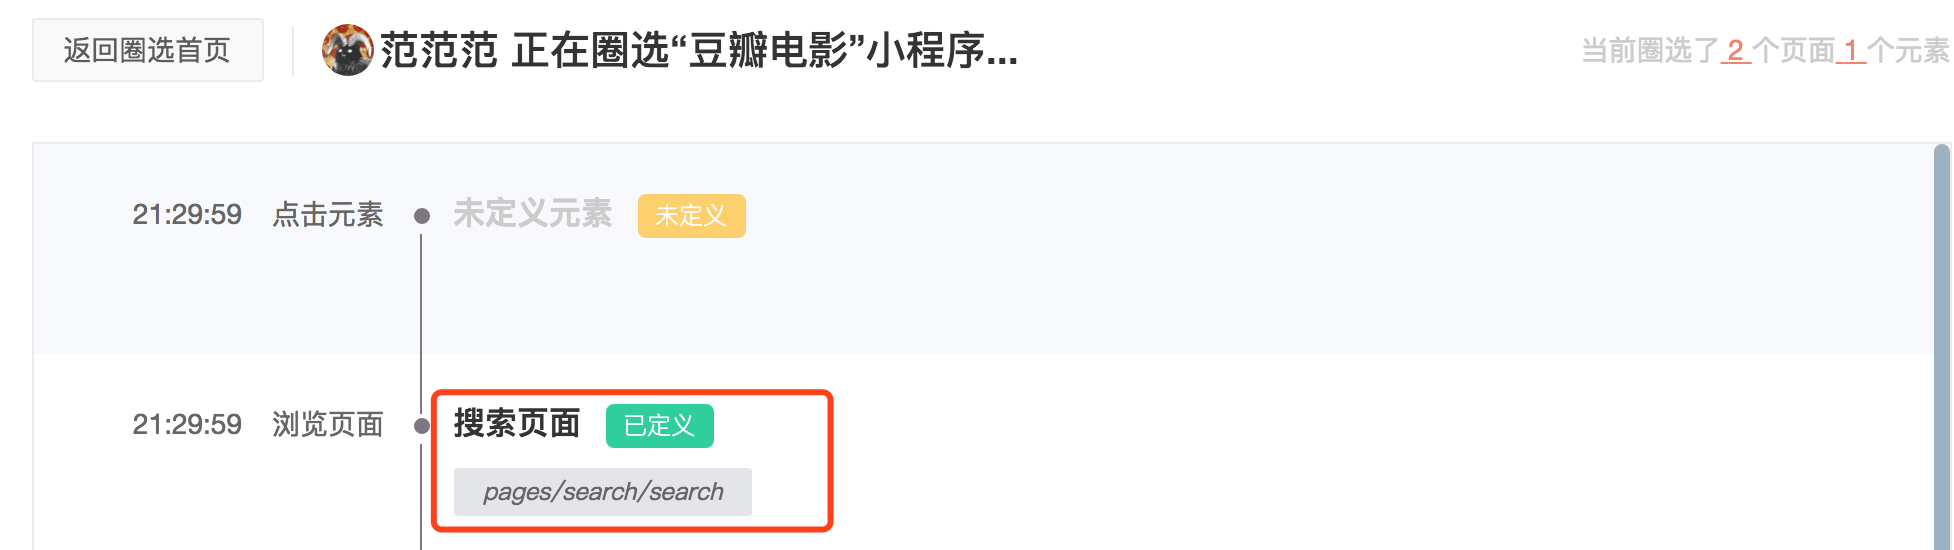 返回圈选首页
范范范 正在圈选“豆瓣电影”小程序...
当前圈选了 2 个页面 1 个元素
21:29:59 点击元素 未定义元素 未定义
21:29:59 浏览页面 搜索页面 已定义
pages/search/search